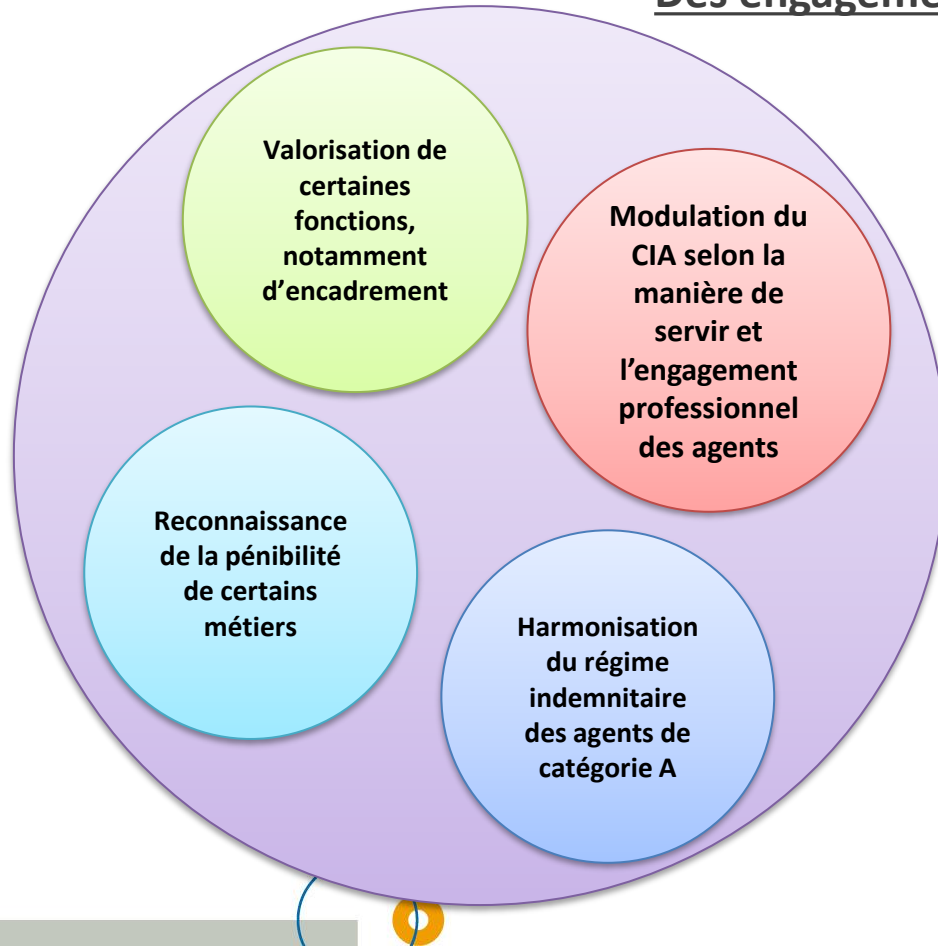 Des
Valorisation de
certaines
fonctions,
notamment
d’encadrement
Modulation du
CIA selon la
manière de
servir et
l’engagement
professionnel
des agents
Reconnaissance
de la pénibilité
de certains
métiers
Harmonisation
du régime
indemnitaire
des agents de
catégorie A